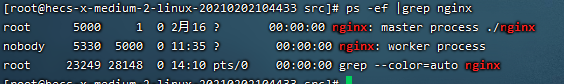 [root@hecs-x-medium-2-linux-20210202104433 src]# ps -ef |grep nginx
root 5000 1 0 2月16 ? 00:00:00 nginx: master process ./nginx
nobody 5330 5000 0 11:35 ? 00:00:00 nginx: worker process
root 23249 28148 0 14:10 pts/0 00:00:00 grep --color=auto nginx